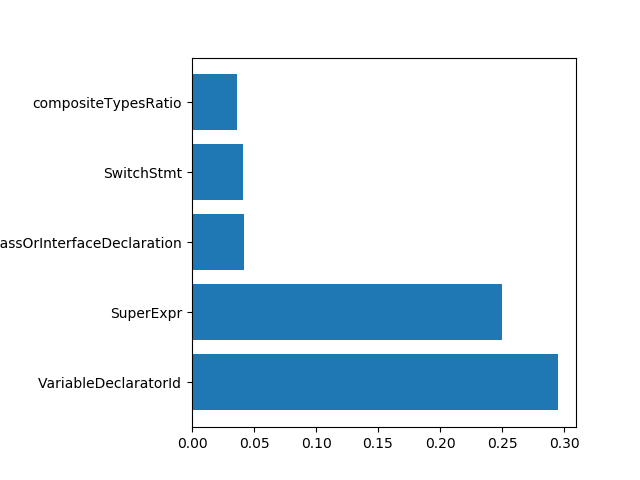 compositeTypesRatio
SwitchStmt
assOrInterfaceDeclaration
SuperExpr
VariableDeclaratorId
0.00 0.05 0.10 0.15 0.20 0.25 0.30